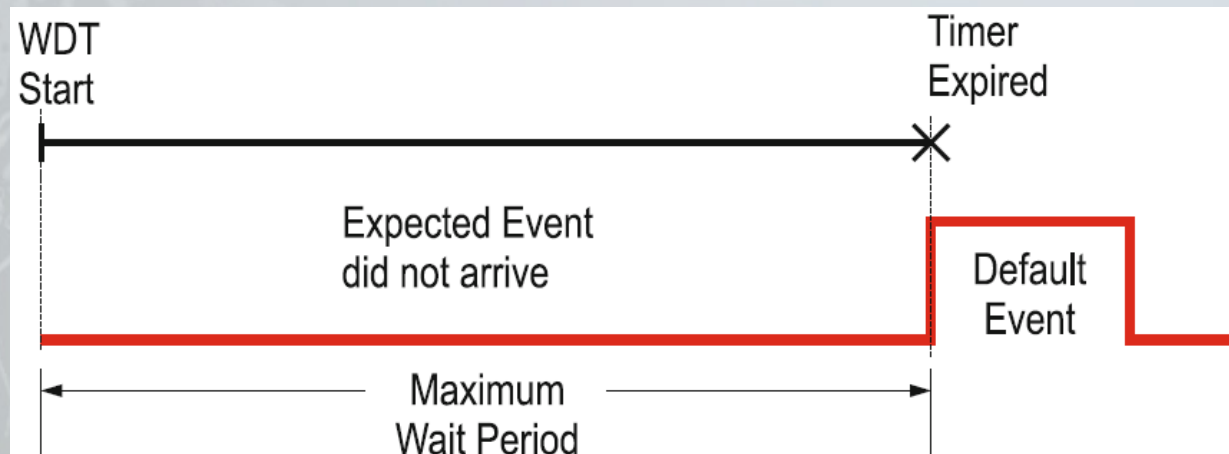 WDT
Start
Timer
Expired
Expected Event
did not arrive
Default
Event
Maximum
Wait Period